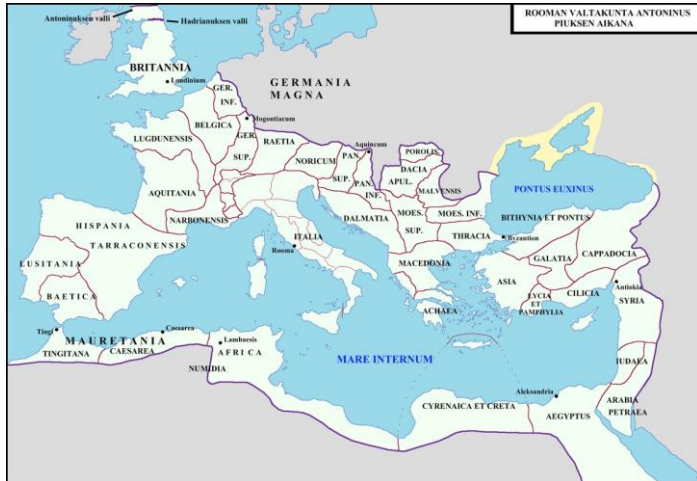 ROOMAN VALTAKUNTA ANTONINUS
PIUKSEN AIKANA
Antoninuksen valli
Hadrianuksen valli
BRITANNIA
Londinium
GERMANIA
MAGNA
GER.
INF.
BELGICA
Mogontiacum
LUGDUNENSIS
GER.
SUP.
RAETIA
NORICUM
Aquincum
PAN.
SUP.
PAN.
INF.
POROLIS.
DACIA
APUL.
MALVENSIS
AQUITANIA
NARBONENSIS
ITALIA
Rooma
DALMATIA
MOES.
SUP.
MOES. INF.
THRACIA
MACEDONIA
ACHAEA
PONTUS EUXINUS
BITHYNIA ET PONTUS
Byzantion
GALATIA
CAPPADOCIA
ASIA
LYCIA
ET
PAMPHYLIA
CILICIA
Antiokia
SYRIA
HISPANIA
TARRACONENSIS
LUSITANIA
BAETICA
Tingi
MAURETANIA
TINGITANA
CAESAREA
Caesarea
Lambaesis
AFRICA
NUMIDIA
MARE INTERNUM
CYRENAICA ET CRETA
Aleksandria
AEGYPTUS
IUDAEA
ARABIA
PETRAEA